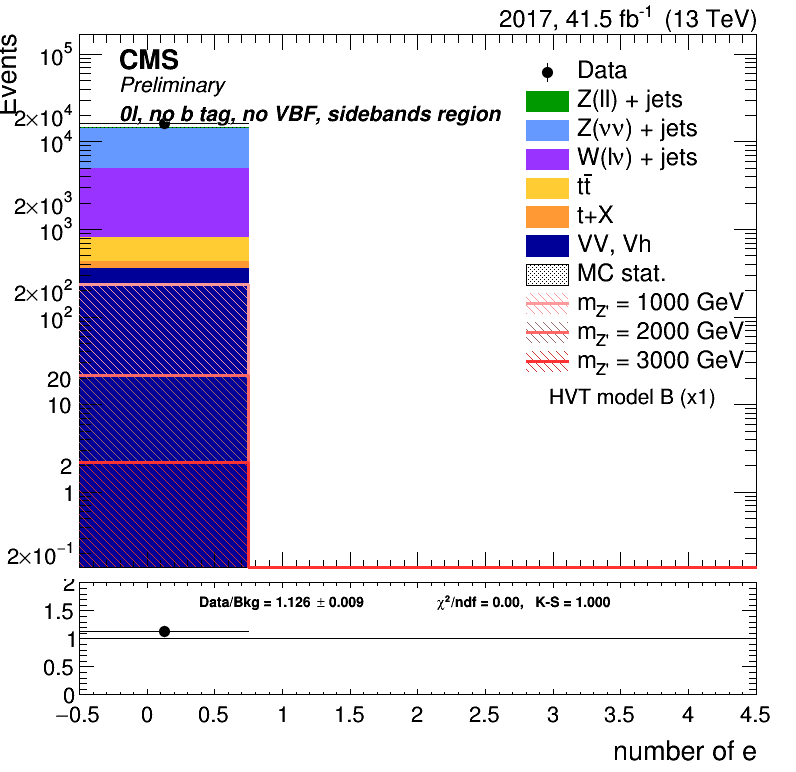 2017, 41.5 fb⁻¹ (13 TeV)
Events
CMS
Preliminary
0l, no b tag, no VBF, sidebands region
Data
Z(ll) + jets
Z(νν) + jets
W(lν) + jets
tt̄
t+X
VV, Vh
MC stat.
m_Z' = 1000 GeV
m_Z' = 2000 GeV
m_Z' = 3000 GeV
HVT model B (x1)
10⁵
2×10⁴
10⁴
2×10³
10³
2×10²
10²
20
10
2
1
2×10⁻¹
Data/Bkg = 1.126 ± 0.009 χ²/ndf = 0.00, K-S = 1.000
2
1.5
1
0.5
0
−0.5 0 0.5 1 1.5 2 2.5 3 3.5 4 4.5
number of e